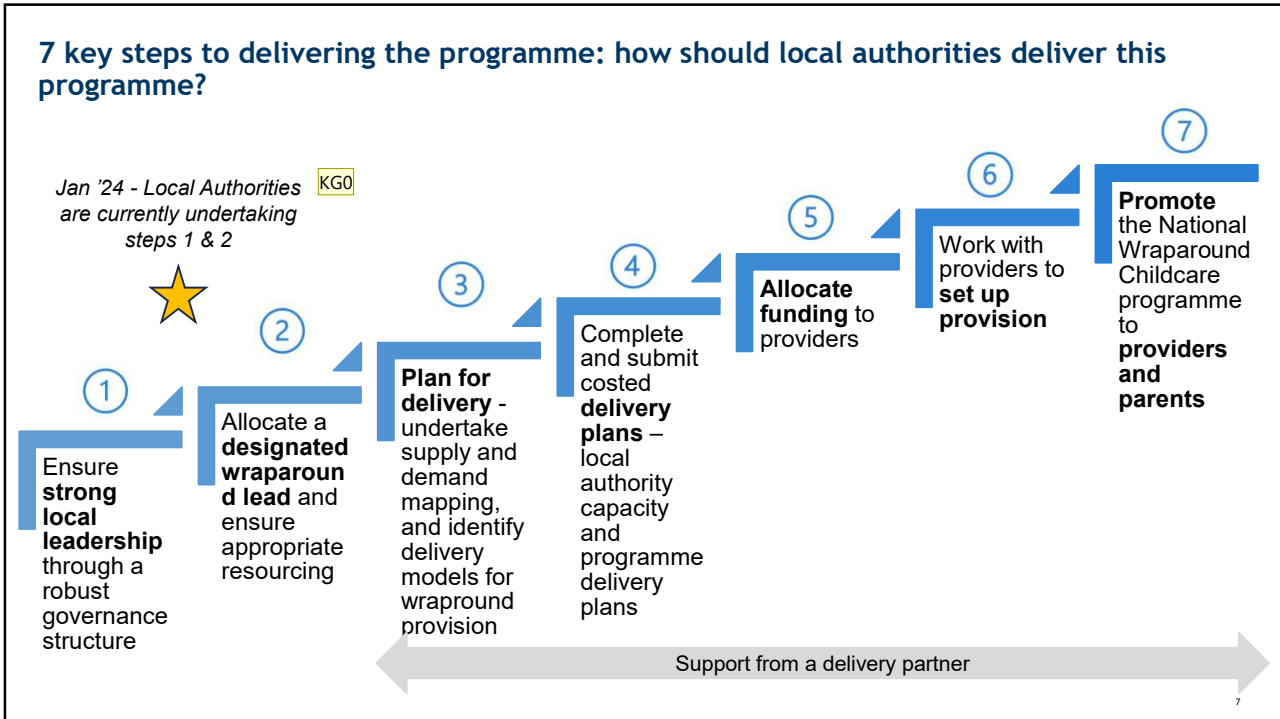 7 key steps to delivering the programme: how should local authorities deliver this
programme?
Jan '24 - Local Authorities
are currently undertaking
steps 1 & 2
KG0
1
Ensure
strong
local
leadership
through a
robust
governance
structure
2
Allocate a
designated
wraparoun
d lead and
ensure
appropriate
resourcing
3
Plan for
delivery -
undertake
supply and
demand
mapping,
and identify
delivery
models for
wrapround
provision
4
Complete
and submit
costed
delivery
plans –
local
authority
capacity
and
programme
delivery
plans
5
Allocate
funding to
providers
6
Work with
providers to
set up
provision
7
Promote
the National
Wraparound
Childcare
programme
to
providers
and
parents
Support from a delivery partner
7